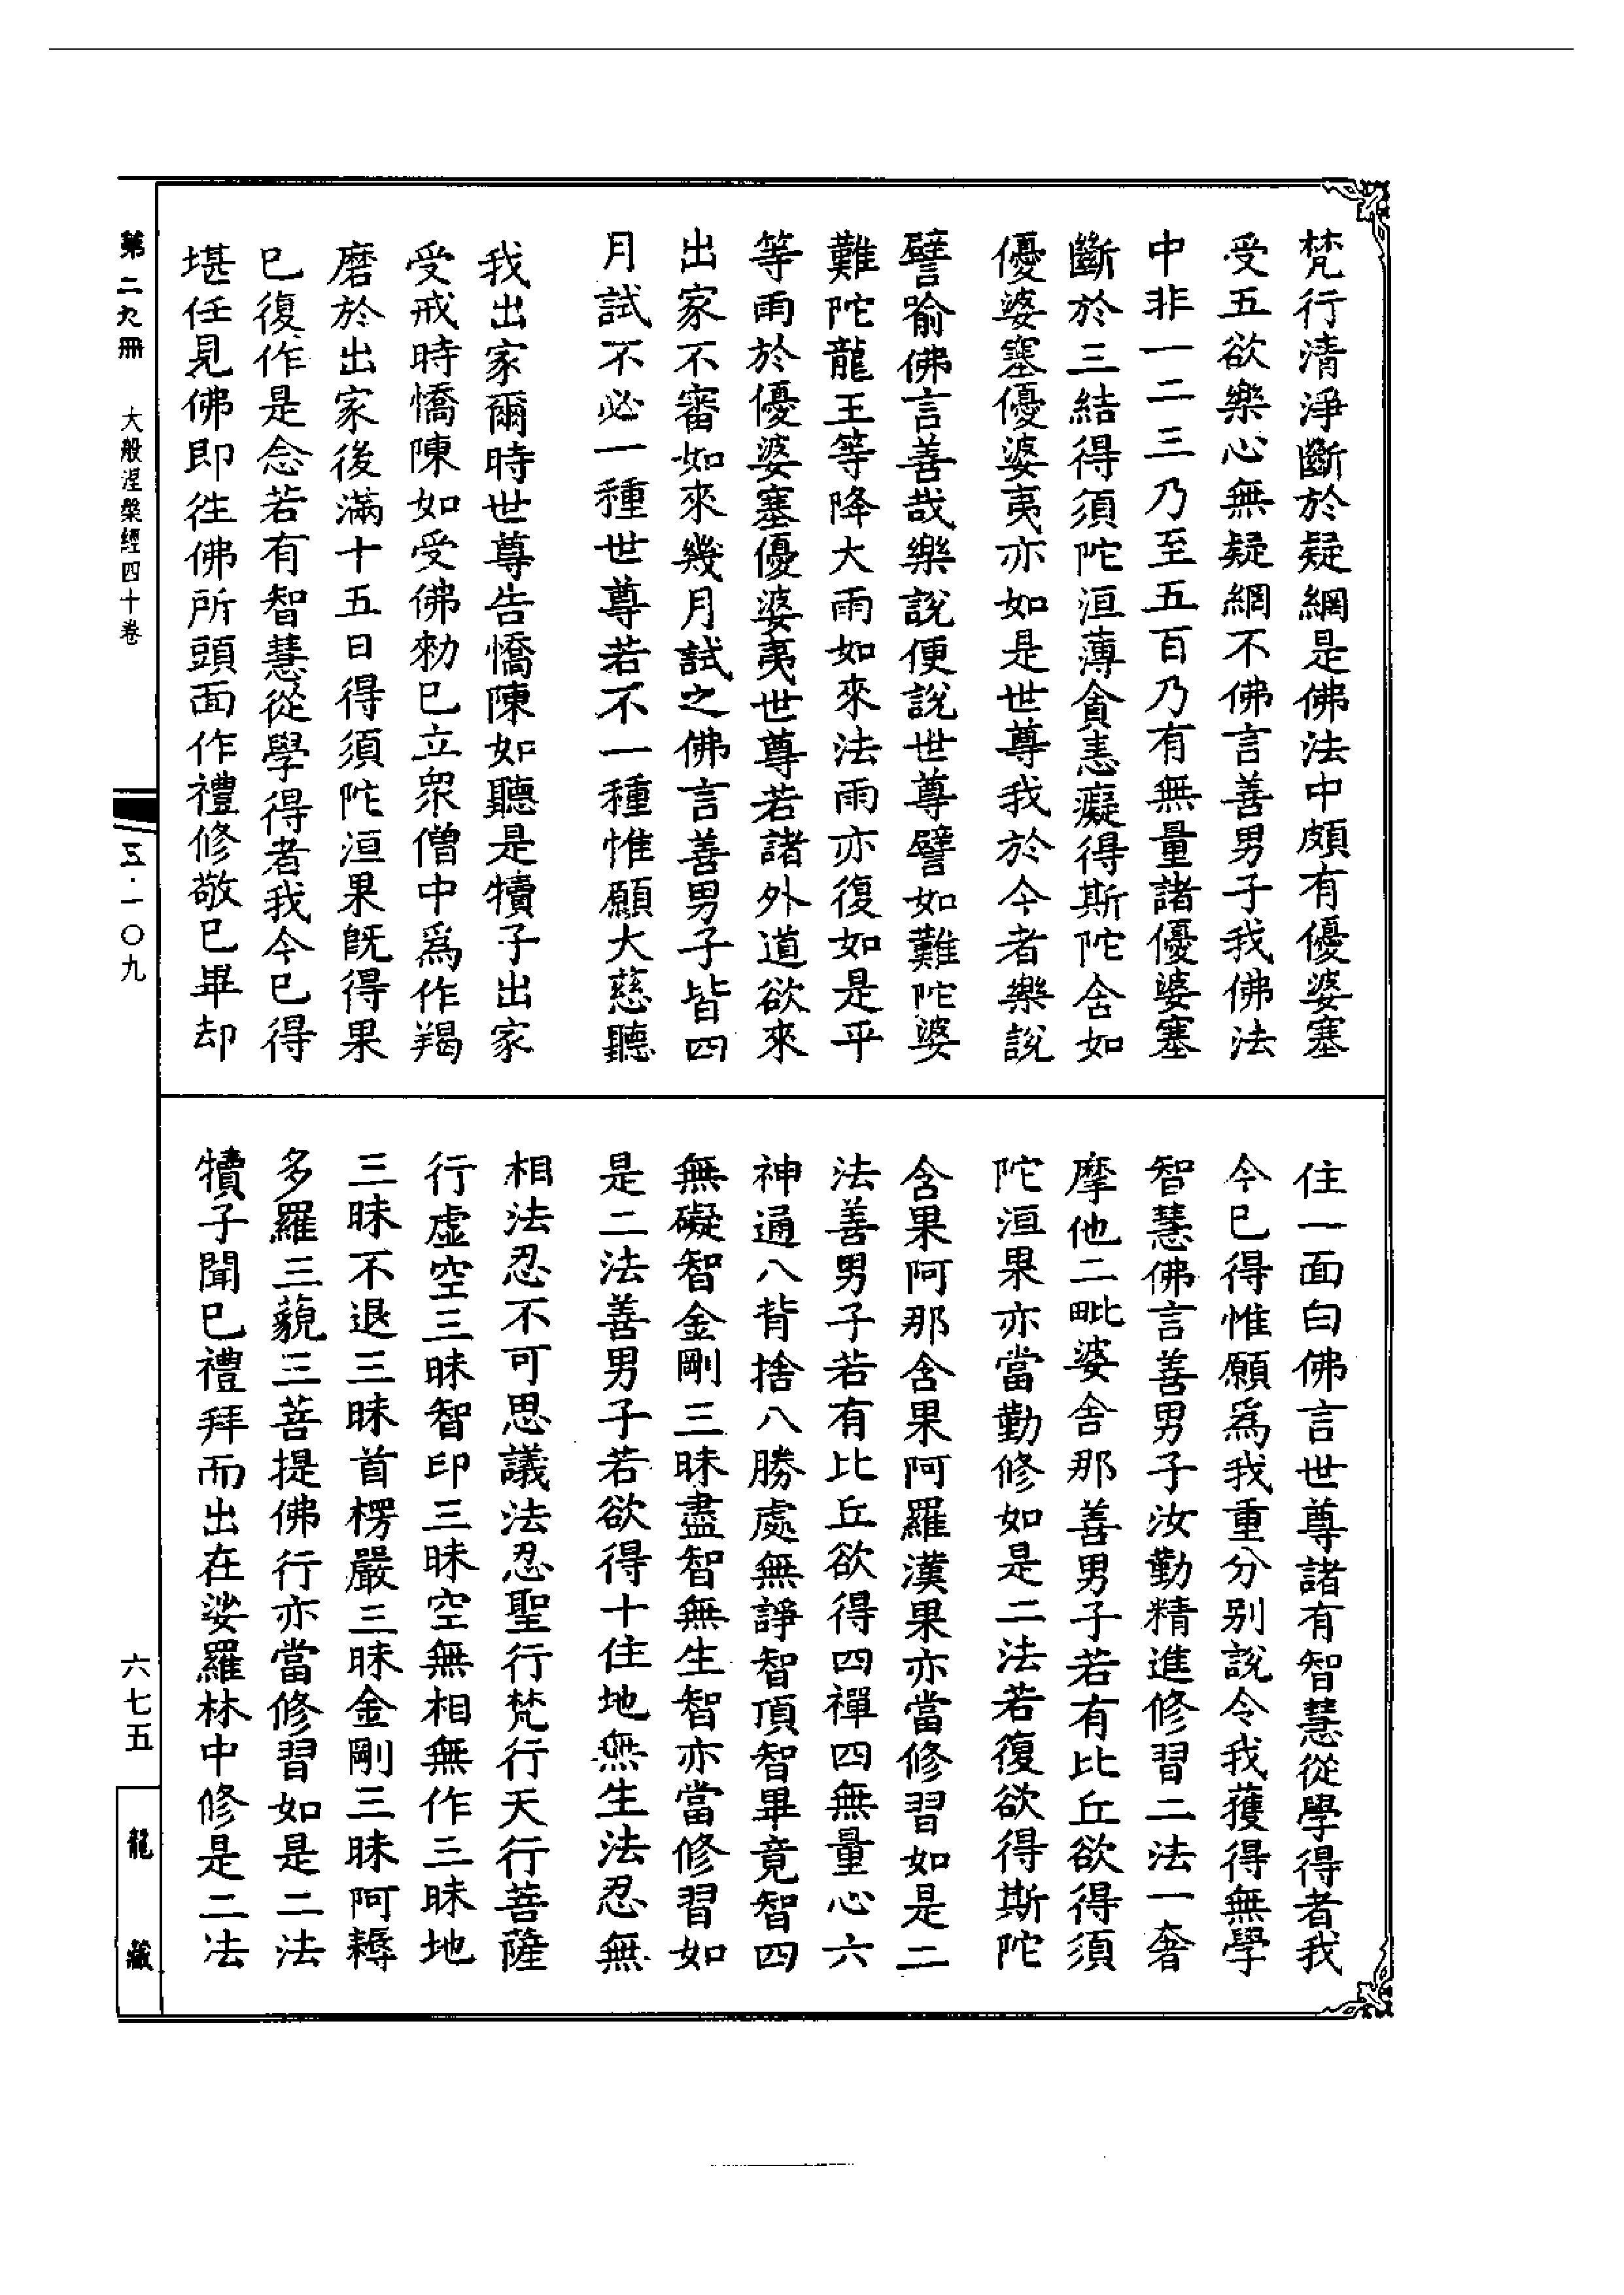 梵行清淨斷於疑網是佛法中頗有優婆塞
受五欲樂心無疑網不佛言善男子我佛法
中非一二三乃至五百乃有無量諸優婆塞
斷於三結得須陀洹薄貪恚癡得斯陀含如
優婆塞優婆夷亦如是世尊我於今者樂說
譬喻佛言善哉樂說便說世尊譬如難陀婆
難陀龍王等降大雨如來法雨亦復如是平
等雨於優婆塞優婆夷世尊若諸外道欲來
出家不審如來幾月試之佛言善男子皆四
月試不必一種世尊若不一種惟願大慈聽
我出家爾時世尊告憍陳如聽是犢子出家
受戒時憍陳如受佛勑已立衆僧中爲作羯
磨於出家後滿十五日得須陀洹果既得果
已復作是念若有智慧從學得者我今已得
堪任見佛即往佛所頭面作禮修敬已畢却
住一面白佛言世尊諸有智慧從學得者我
今已得惟願爲我重分別說令我獲得無學
智慧佛言善男子汝勤精進修習二法一奢
摩他二毗婆舍那善男子若有比丘欲得須
陀洹果亦當勤修如是二法若復欲得斯陀
含果阿那含果阿羅漢果亦當修習如是二
法善男子若有比丘欲得四禪四無量心六
神通八背捨八勝處無諍智頂智畢竟智四
無礙智金剛三昧盡智無生智亦當修習如
是二法善男子若欲得十住地無生法忍無
相法忍不可思議法忍聖行梵行天行菩薩
行虛空三昧智印三昧空無相無作三昧地
三昧不退三昧首楞嚴三昧金剛三昧阿耨
多羅三藐三菩提佛行亦當修習如是二法
犢子聞已禮拜而出在娑羅林中修是二法
第二九冊 大般涅槃經四十卷 五·一〇九 六七五 龍藏